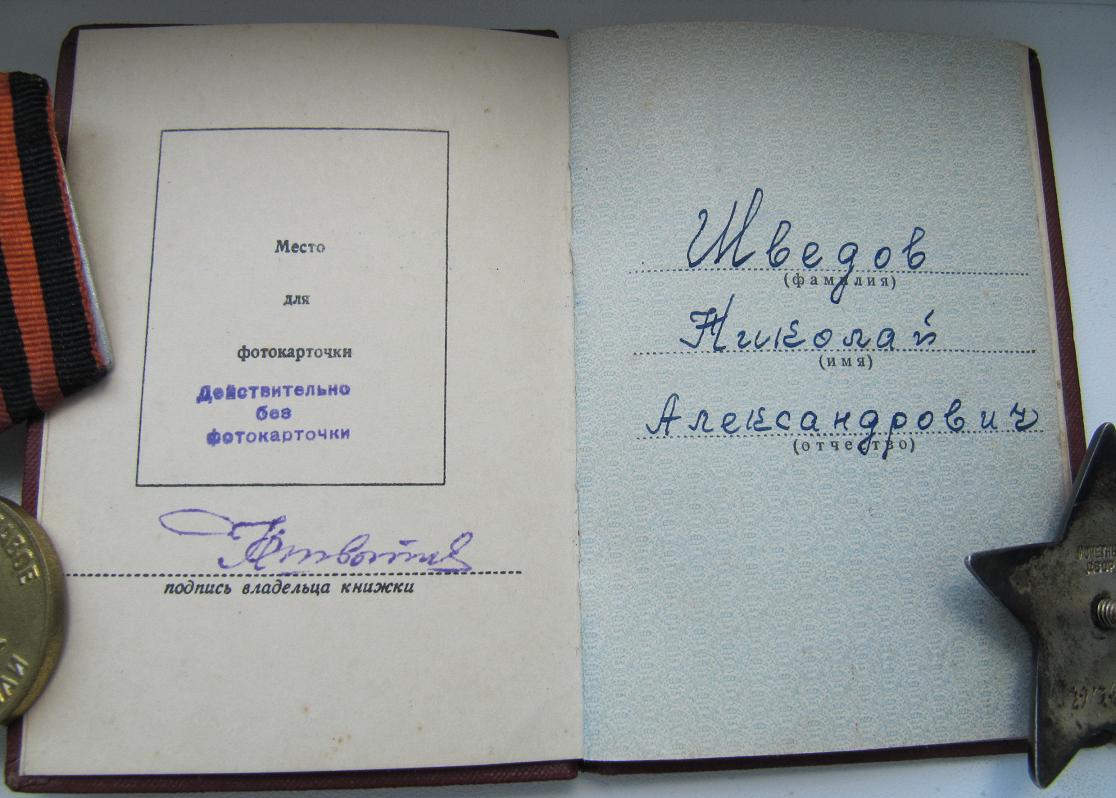 Место
для
фотокарточки
Действительно
без
фотокарточки
подпись владельца книжки
Шведов
(фамилия)
Николай
(имя)
Александрович
(отчество)